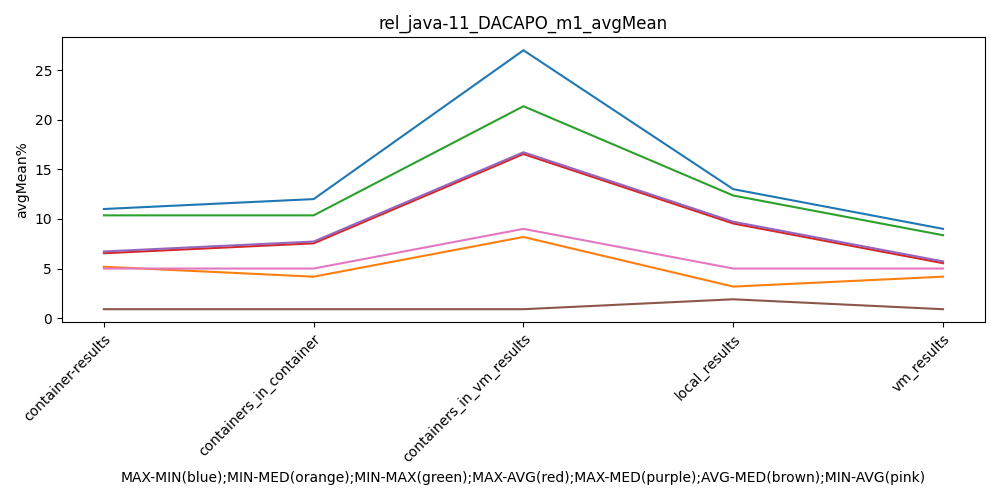 rel_java-11_DACAPO_m1_avgMean
avgMean%
25
20
15
10
5
0
container-results
containers_in_container
containers_in_vm_results
local_results
vm_results
MAX-MIN(blue);MIN-MED(orange);MIN-MAX(green);MAX-AVG(red);MAX-MED(purple);AVG-MED(brown);MIN-AVG(pink)